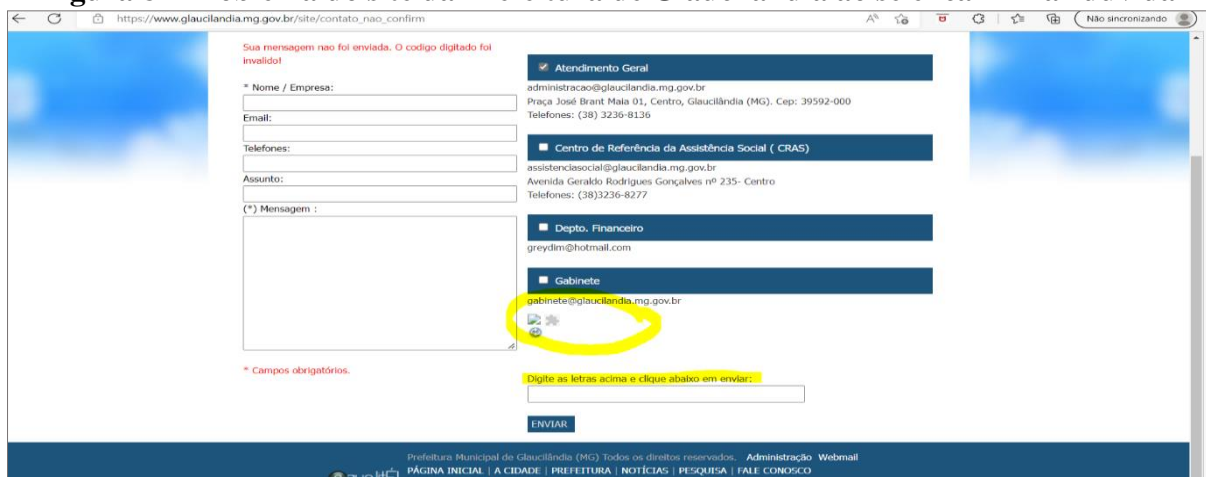 https://www.glaucilandia.mg.gov.br/site/contato_nao_confirm
Não sincronizando
Sua mensagem nao foi enviada. O codigo digitado foi
invalido!
* Nome / Empresa:
Email:
Telefones:
Assunto:
(*) Mensagem :
* Campos obrigatórios.
Atendimento Geral
administracao@glaucilandia.mg.gov.br
Praça José Brant Maia 01, Centro, Glaucilândia (MG). Cep: 39592-000
Telefones: (38) 3236-8136
Centro de Referência da Assistência Social ( CRAS)
assistenciasocial@glaucilandia.mg.gov.br
Avenida Geraldo Rodrigues Gonçalves nº 235- Centro
Telefones: (38)3236-8277
Depto. Financeiro
greydim@hotmail.com
Gabinete
gabinete@glaucilandia.mg.gov.br
Digite as letras acima e clique abaixo em enviar:
ENVIAR
Prefeitura Municipal de Glaucilândia (MG) Todos os direitos reservados. Administração Webmail
PÁGINA INICIAL | A CIDADE | PREFEITURA | NOTÍCIAS | PESQUISA | FALE CONOSCO